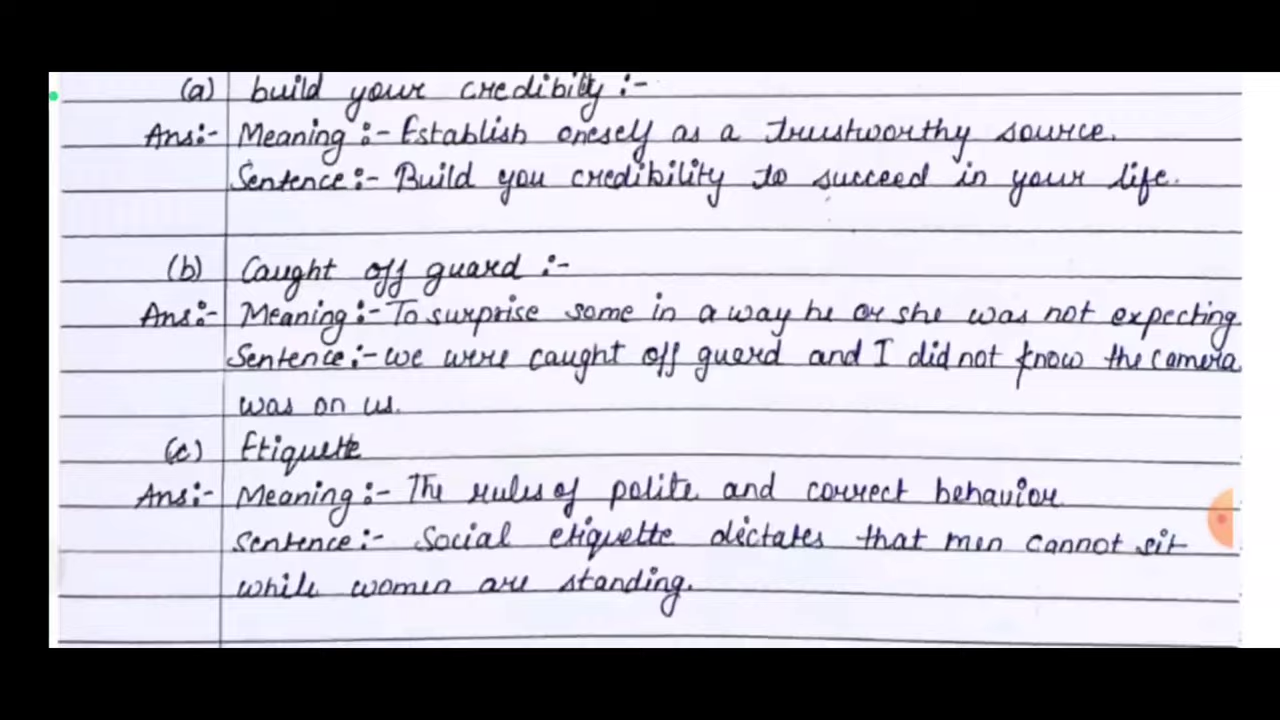 (a) build your credibilty :-
Ans:- Meaning :- Establish oneself as a trustworthy source.
Sentence:- Build you credibility to succeed in your life.
(b) Caught off guard :-
Ans:- Meaning:- To surprise some in a way he or she was not expecting
Sentence:- we were caught off guard and I did not know the camera
was on us.
(c) Etiquette
Ans:- Meaning:- The rules of polite and correct behavior
Sentence:- Social etiquette dictates that men cannot sit
while women are standing.